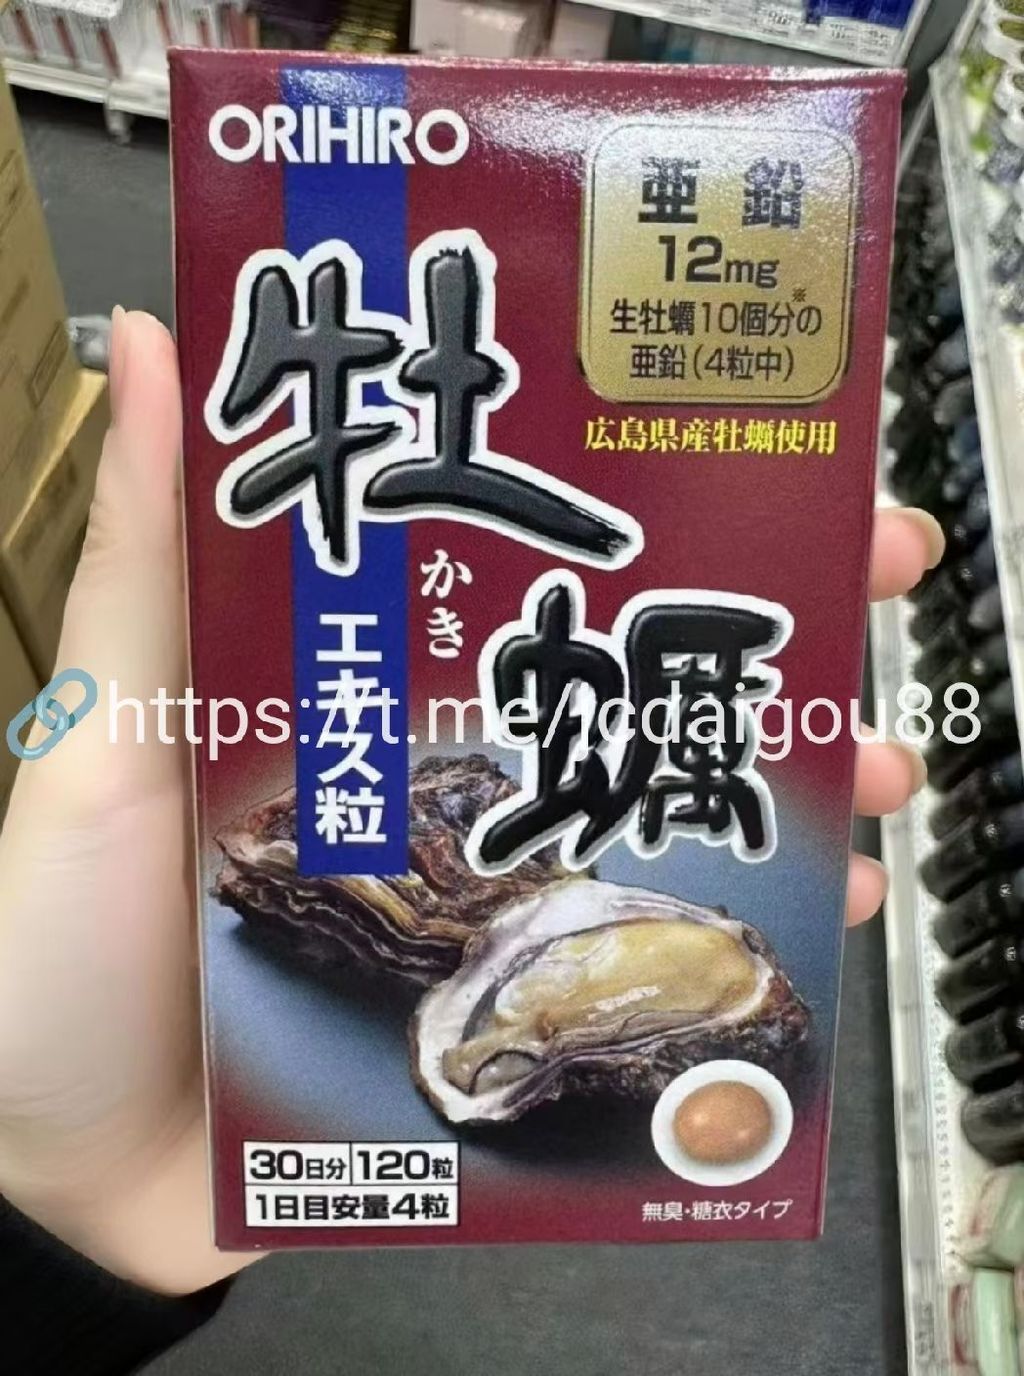 ORIHIRO
亜鉛
12mg
生牡蠣10個分の※
亜鉛(4粒中)
広島県産牡蠣使用
牡蠣
かき
エキス粒
https://t.me/jcdaigou88
30日分 120粒
1日目安量4粒
無臭・糖衣タイプ